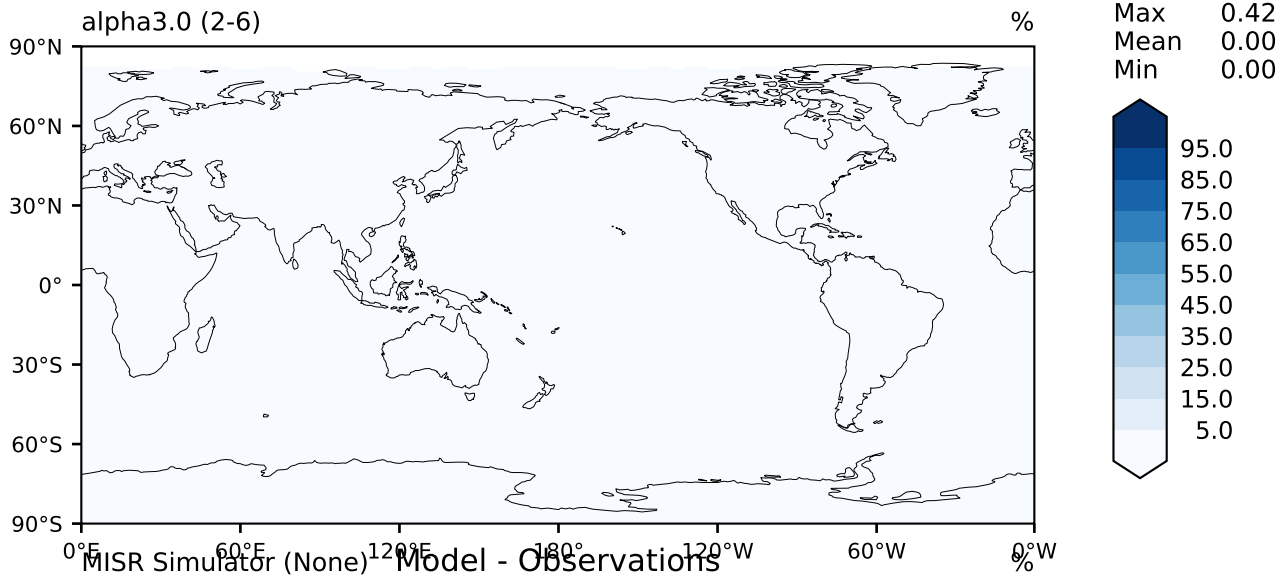 alpha3.0 (2-6) %
Max 0.42
Mean 0.00
Min 0.00
90°N
60°N
30°N
0°
30°S
60°S
90°S
0°E 60°E 120°E 180° 120°W 60°W 0°W
MISR Simulator (None) Model - Observations %
95.0
85.0
75.0
65.0
55.0
45.0
35.0
25.0
15.0
5.0